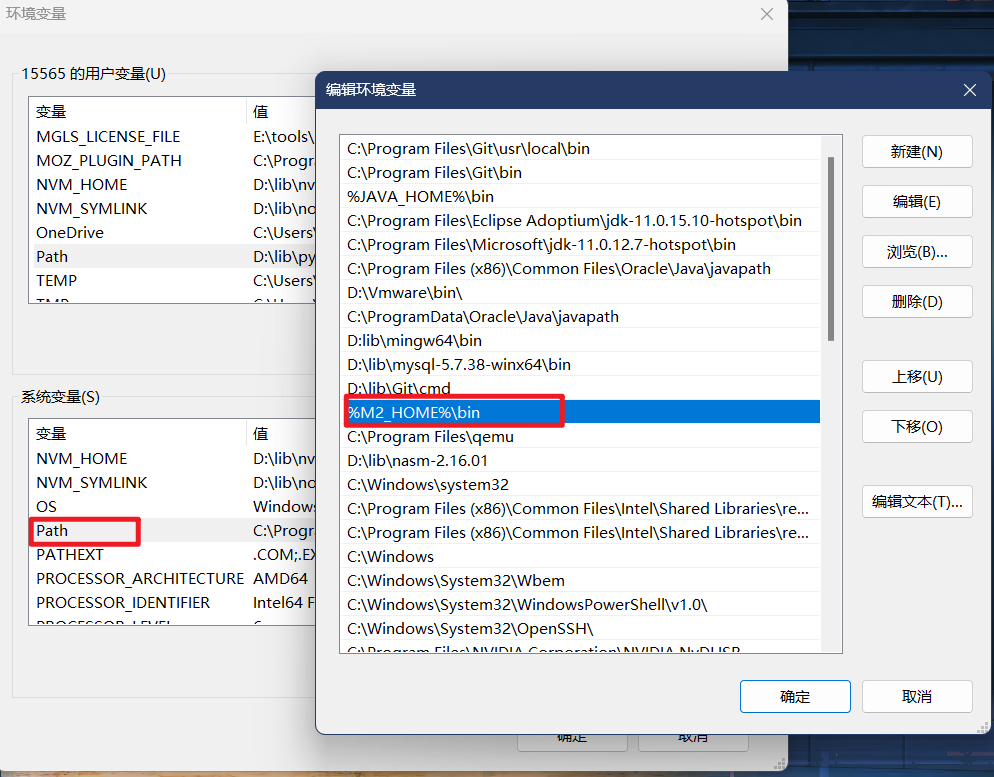 环境变量
15565 的用户变量(U)
变量 值
MGLS_LICENSE_FILE E:\tools\
MOZ_PLUGIN_PATH C:\Progr
NVM_HOME D:\lib\nv
NVM_SYMLINK D:\lib\no
OneDrive C:\Users\
Path D:\lib\py
TEMP C:\Users\
TMP
系统变量(S)
变量 值
NVM_HOME D:\lib\nv
NVM_SYMLINK D:\lib\no
OS Windows
Path C:\Progr
PATHEXT .COM;.EX
PROCESSOR_ARCHITECTURE AMD64
PROCESSOR_IDENTIFIER Intel64 F
PROCESSOR_LEVEL 6
确定 取消
编辑环境变量
C:\Program Files\Git\usr\local\bin
C:\Program Files\Git\bin
%JAVA_HOME%\bin
C:\Program Files\Eclipse Adoptium\jdk-11.0.15.10-hotspot\bin
C:\Program Files\Microsoft\jdk-11.0.12.7-hotspot\bin
C:\Program Files (x86)\Common Files\Oracle\Java\javapath
D:\Vmware\bin\
C:\ProgramData\Oracle\Java\javapath
D:lib\mingw64\bin
D:\lib\mysql-5.7.38-winx64\bin
D:\lib\Git\cmd
%M2_HOME%\bin
C:\Program Files\qemu
D:\lib\nasm-2.16.01
C:\Windows\system32
C:\Program Files (x86)\Common Files\Intel\Shared Libraries\re...
C:\Program Files (x86)\Common Files\Intel\Shared Libraries\re...
C:\Windows
C:\Windows\System32\Wbem
C:\Windows\System32\WindowsPowerShell\v1.0\
C:\Windows\System32\OpenSSH\
C:\Program Files\NVIDIA Corporation\NVIDIA NvDLISR
新建(N)
编辑(E)
浏览(B)...
删除(D)
上移(U)
下移(O)
编辑文本(T)...
确定 取消